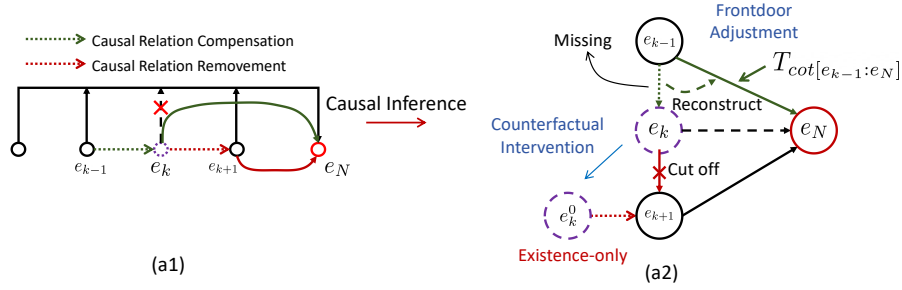 Causal Relation Compensation
Causal Relation Removement
Causal Inference
e_{k-1}
e_k
e_{k+1}
e_N
(a1)
Frontdoor
Adjustment
Missing
e_{k-1}
T_{cot[e_{k-1}:e_N]}
Reconstruct
Counterfactual
Intervention
e_k
e_N
Cut off
e_k^0
e_{k+1}
Existence-only
(a2)